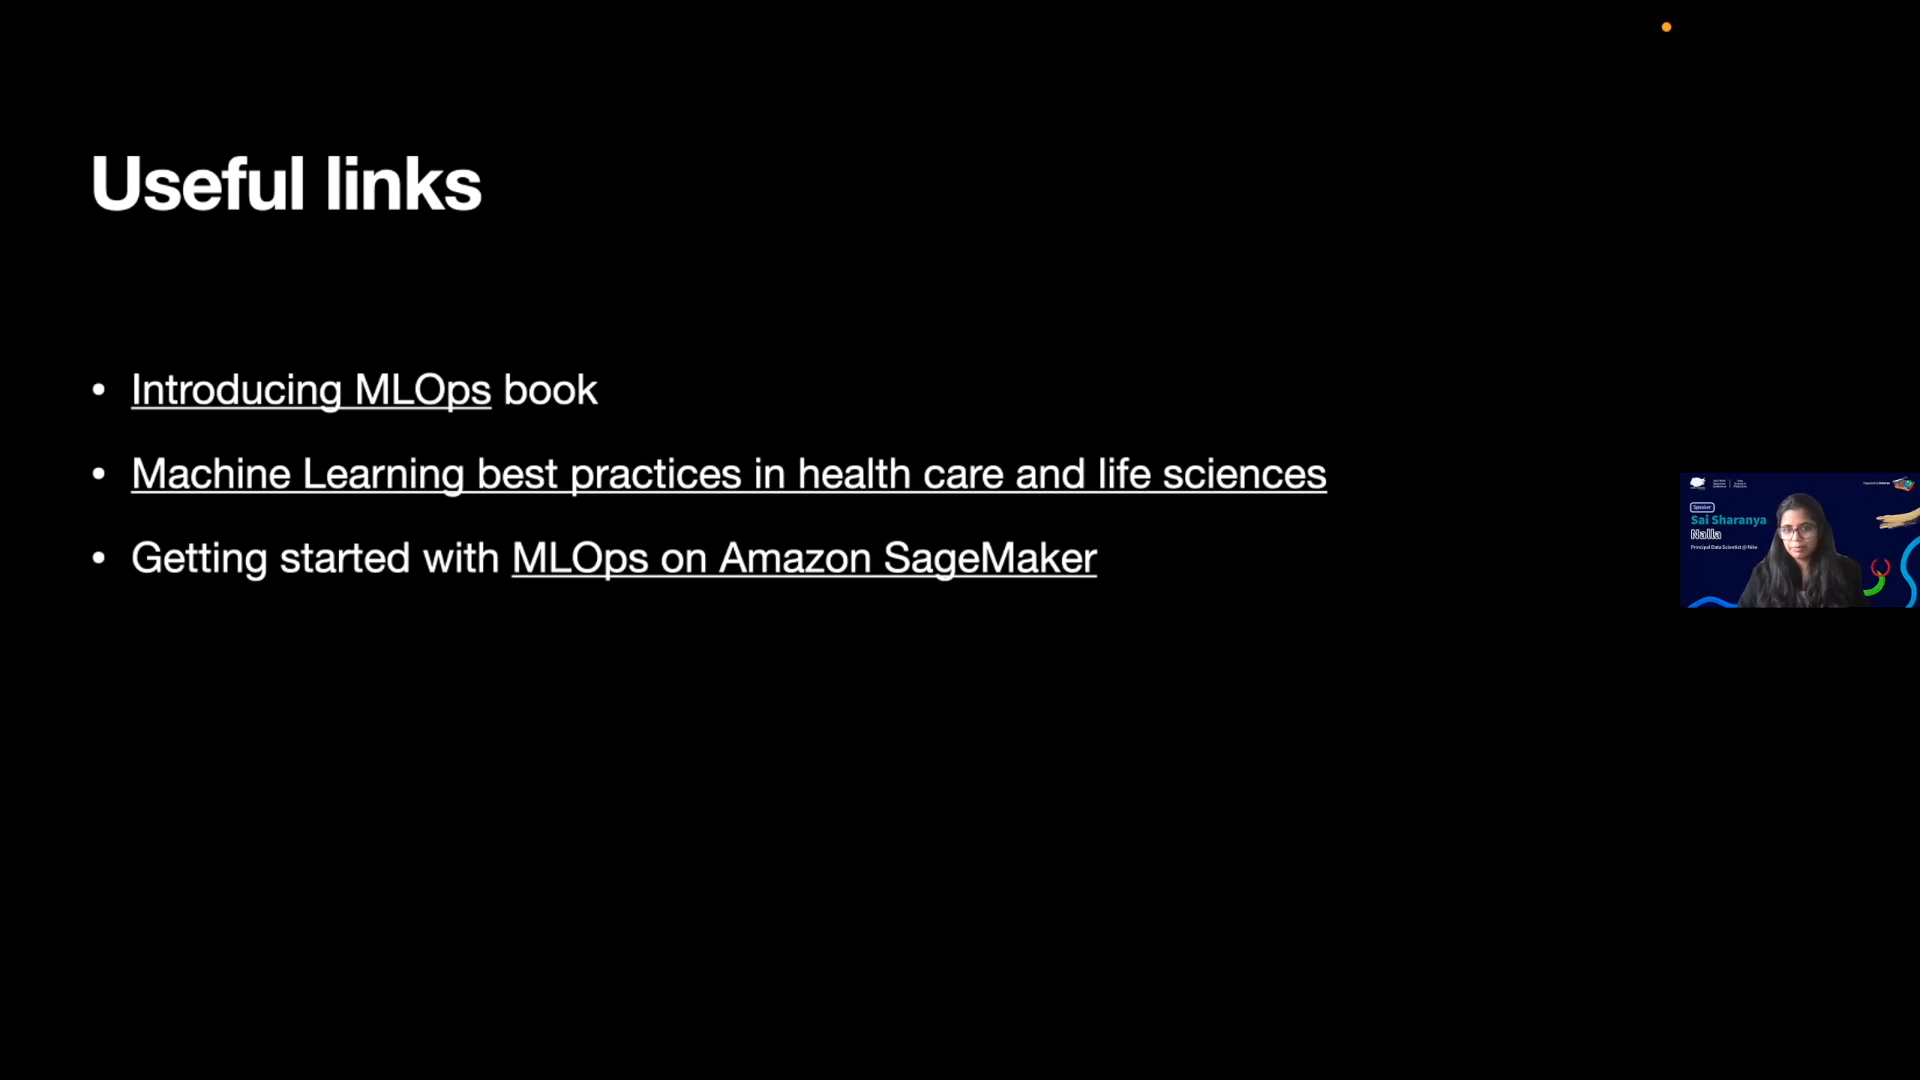 Useful links
• Introducing MLOps book
• Machine Learning best practices in health care and life sciences
• Getting started with MLOps on Amazon SageMaker
Speaker
Sai Sharanya
Nalla
Principal Data Scientist @ Nike